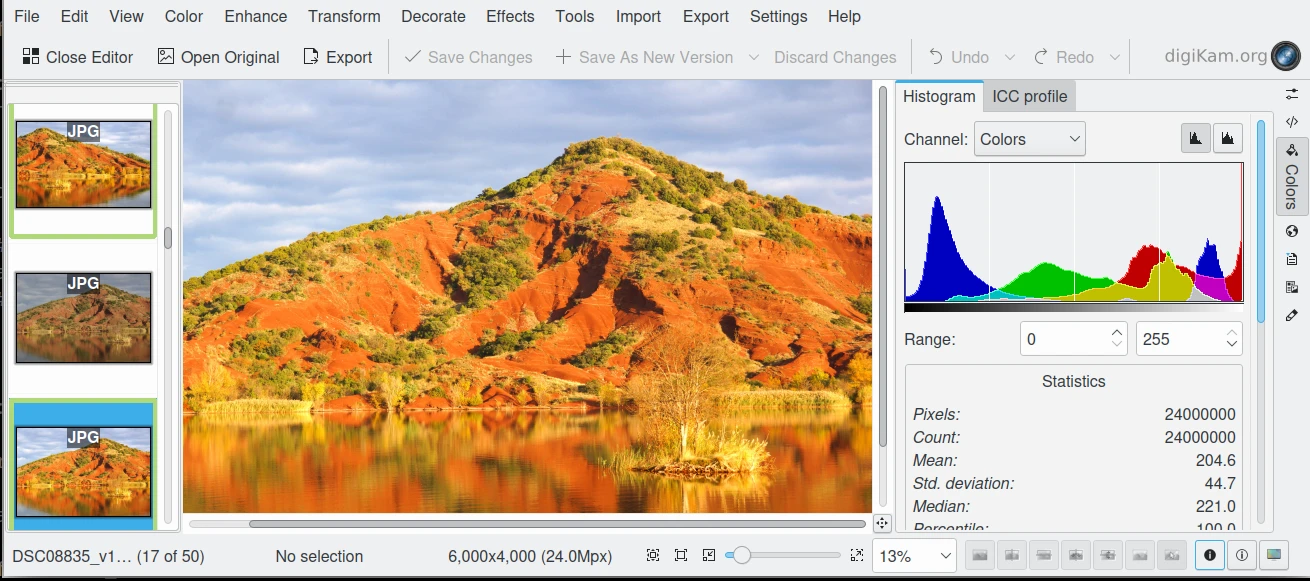 File Edit View Color Enhance Transform Decorate Effects Tools Import Export Settings Help
Close Editor Open Original Export Save Changes Save As New Version Discard Changes Undo Redo digiKam.org
JPG
JPG
JPG
Histogram ICC profile
Channel: Colors
Range: 0 255
Statistics
Pixels: 24000000
Count: 24000000
Mean: 204.6
Std. deviation: 44.7
Median: 221.0
Percentile: 100.0
Colors
DSC08835_v1... (17 of 50) No selection 6,000x4,000 (24.0Mpx) 13%